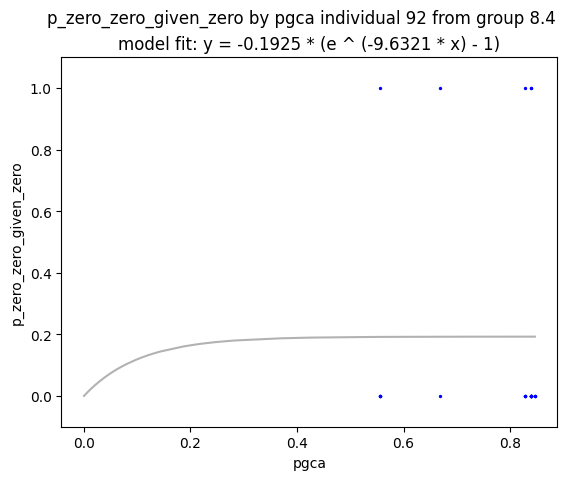 p_zero_zero_given_zero by pgca individual 92 from group 8.4
model fit: y = -0.1925 * (e ^ (-9.6321 * x) - 1)
1.0
0.8
0.6
0.4
0.2
0.0
p_zero_zero_given_zero
0.0 0.2 0.4 0.6 0.8
pgca